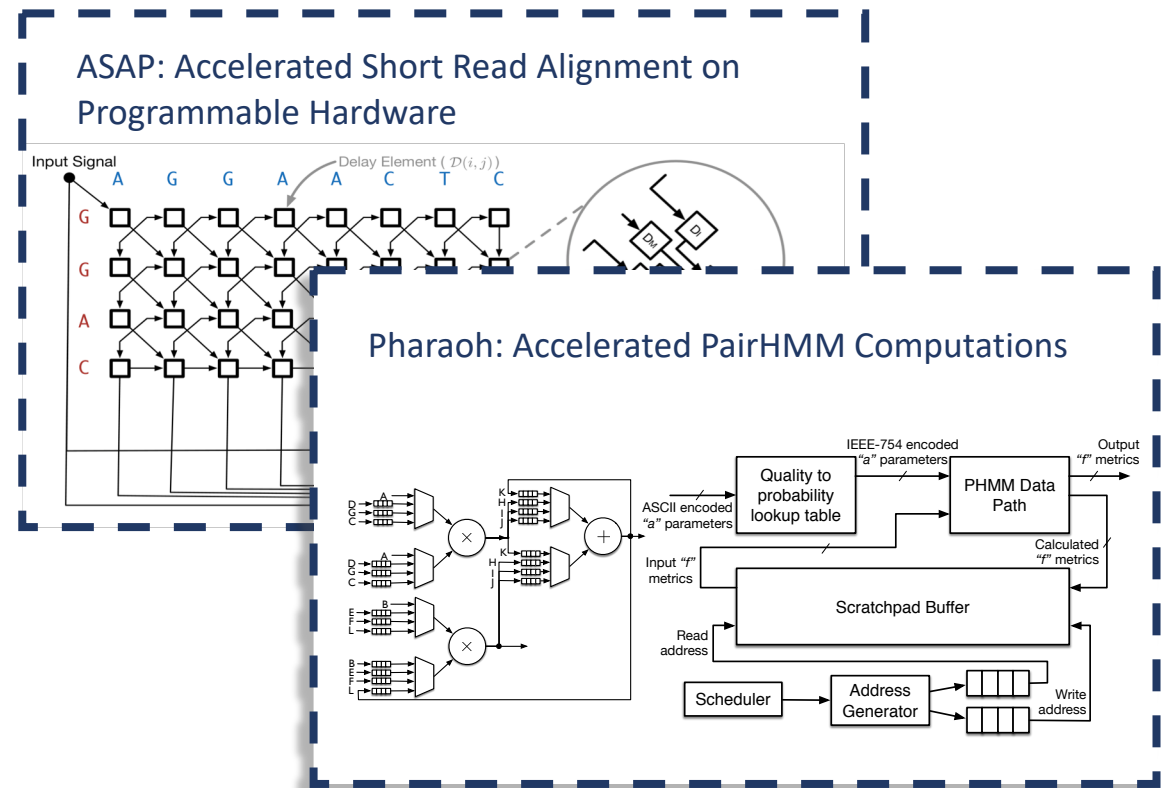 ASAP: Accelerated Short Read Alignment on
Programmable Hardware
Input Signal
Delay Element ( D(i, j))
A G G A A C T C
G
G
A
C
D_M
D_I
Pharaoh: Accelerated PairHMM Computations
A
D
G
C
A
D
G
C
B
E
F
L
B
E
F
L
×
×
K
H
I
J
K
H
I
J
+
ASCII encoded
“a” parameters
Quality to
probability
lookup table
IEEE-754 encoded
“a” parameters
PHMM Data
Path
Output
“f” metrics
Input “f”
metrics
Calculated
“f” metrics
Scratchpad Buffer
Read
address
Scheduler
Address
Generator
Write
address